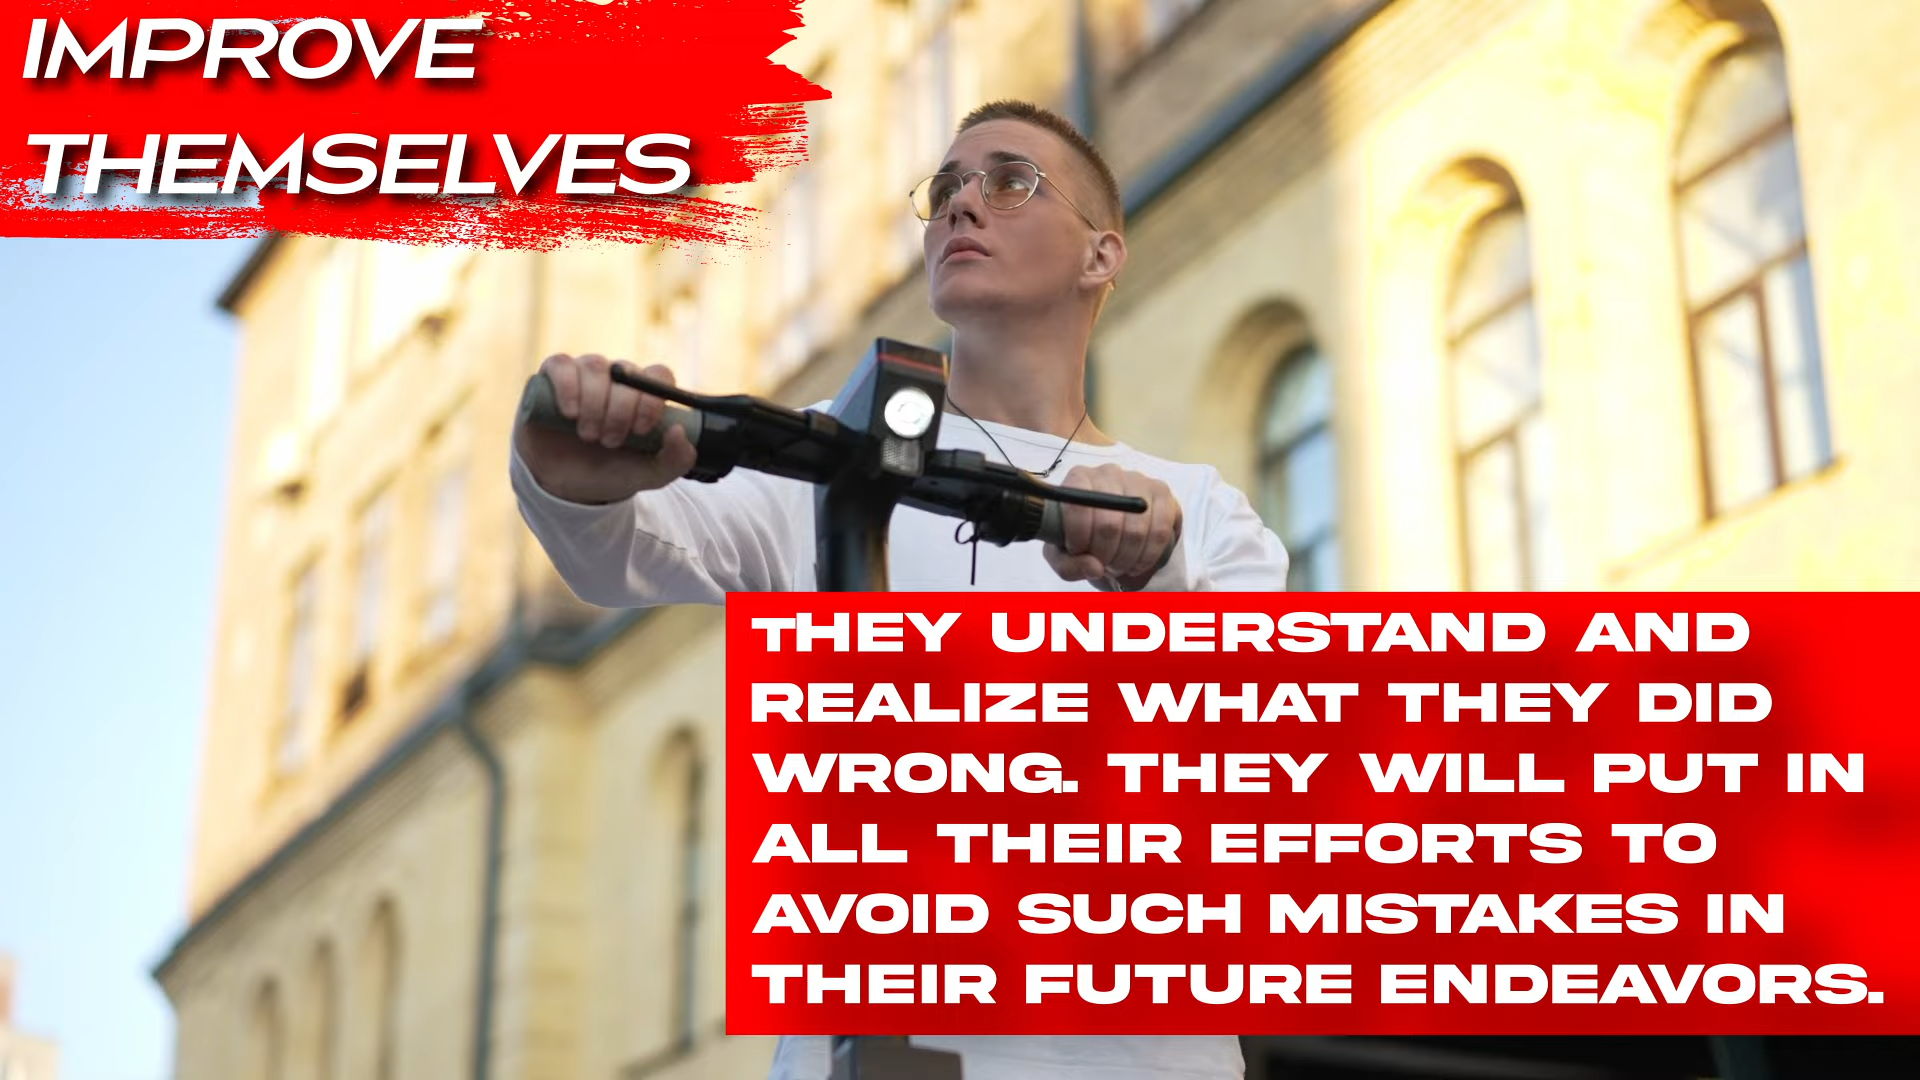 IMPROVE
THEMSELVES
THEY UNDERSTAND AND
REALIZE WHAT THEY DID
WRONG. THEY WILL PUT IN
ALL THEIR EFFORTS TO
AVOID SUCH MISTAKES IN
THEIR FUTURE ENDEAVORS.